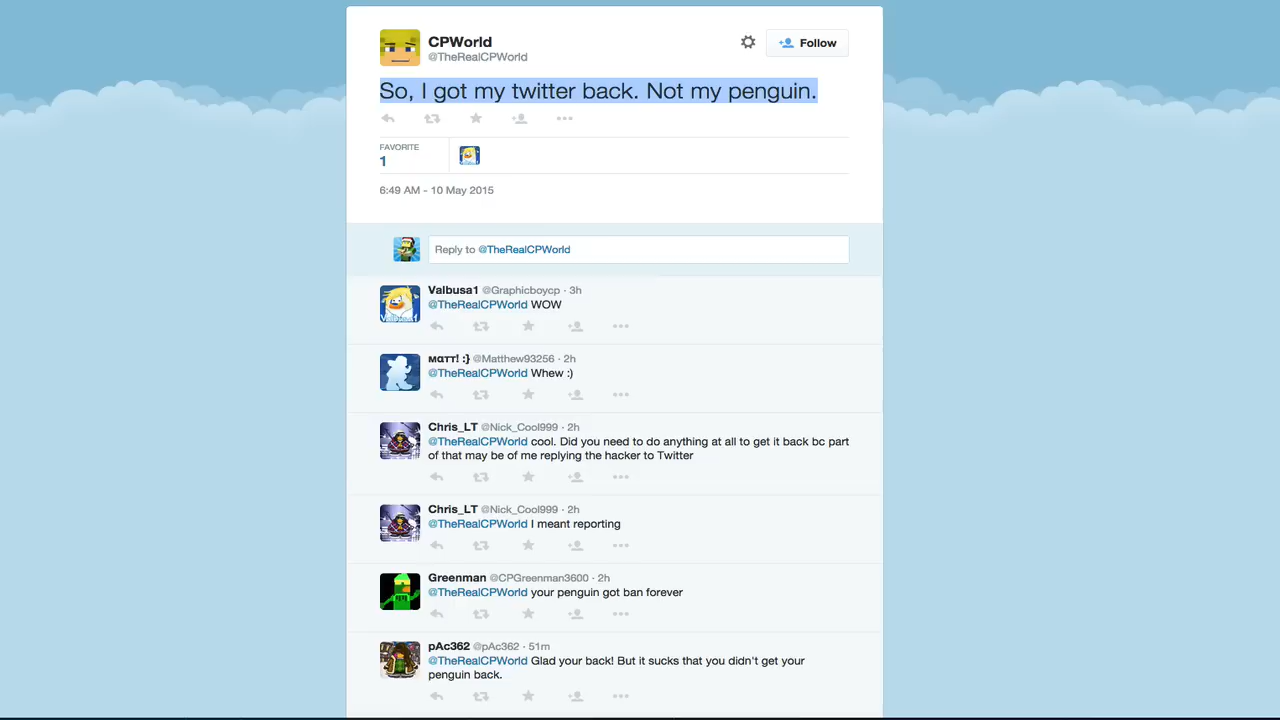 CPWorld
@TheRealCPWorld
Follow
So, I got my twitter back. Not my penguin.
FAVORITE
1
6:49 AM - 10 May 2015
Reply to @TheRealCPWorld
Valbusa1 @Graphicboycp · 3h
@TheRealCPWorld WOW
Valbusa1
мαтт! :} @Matthew93256 · 2h
@TheRealCPWorld Whew :)
Chris_LT @Nick_Cool999 · 2h
@TheRealCPWorld cool. Did you need to do anything at all to get it back bc part
of that may be of me replying the hacker to Twitter
Chris_LT @Nick_Cool999 · 2h
@TheRealCPWorld I meant reporting
Greenman @CPGreenman3600 · 2h
@TheRealCPWorld your penguin got ban forever
pAc362 @pAc362 · 51m
@TheRealCPWorld Glad your back! But it sucks that you didn't get your
penguin back.